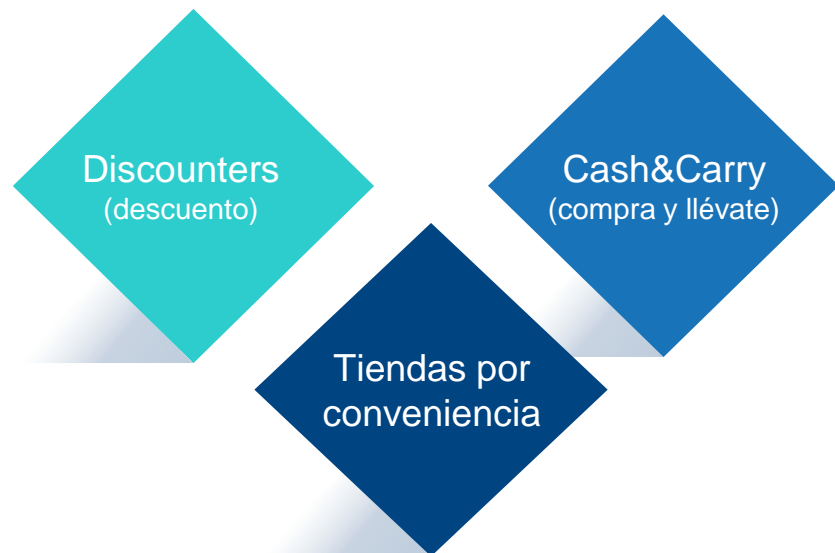 Discounters
(descuento)
Cash&Carry
(compra y llévate)
Tiendas por
conveniencia